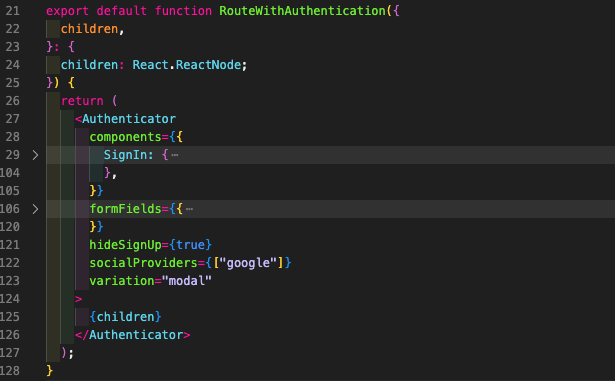 21 export default function RouteWithAuthentication({
22   children,
23 }: {
24   children: React.ReactNode;
25 }) {
26   return (
27     <Authenticator
28       components={{
29         SignIn: {⋯
104         },
105       }}
106       formFields={{⋯
120       }}
121       hideSignUp={true}
122       socialProviders={["google"]}
123       variation="modal"
124     >
125       {children}
126     </Authenticator>
127   );
128 }